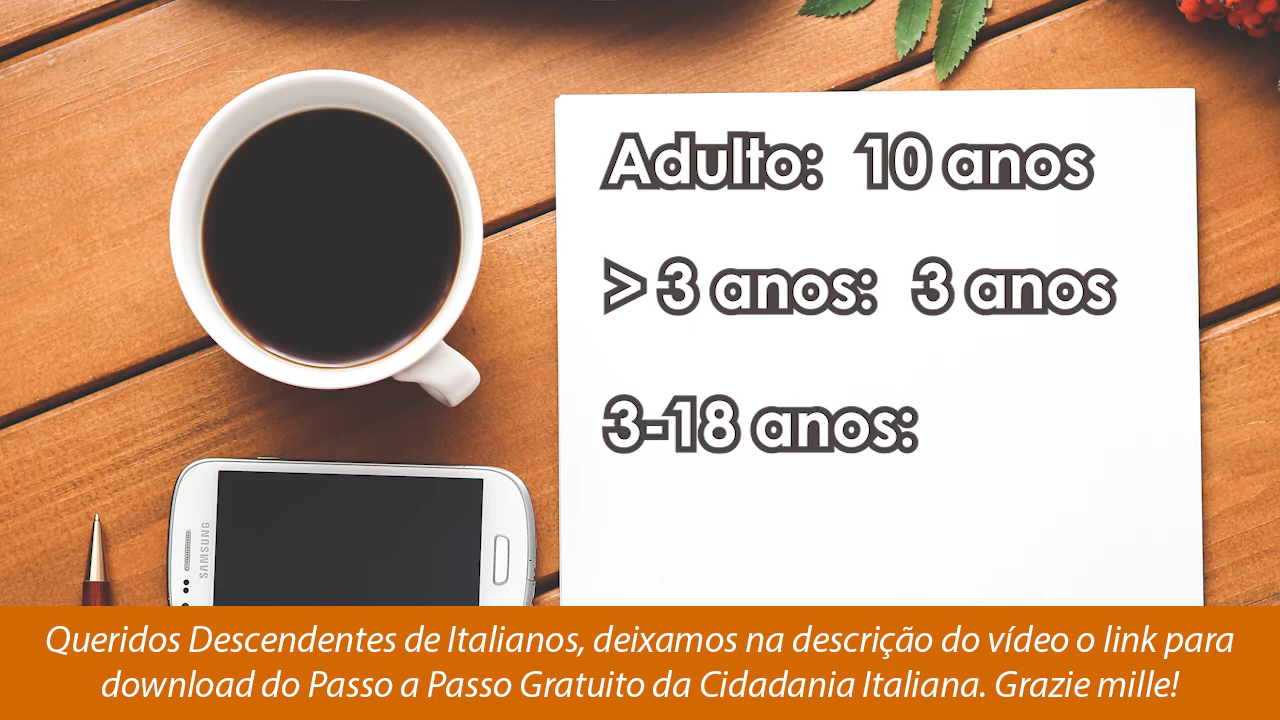 Adulto: 10 anos
> 3 anos: 3 anos
3-18 anos:
SAMSUNG
Queridos Descendentes de Italianos, deixamos na descrição do vídeo o link para
download do Passo a Passo Gratuito da Cidadania Italiana. Grazie mille!